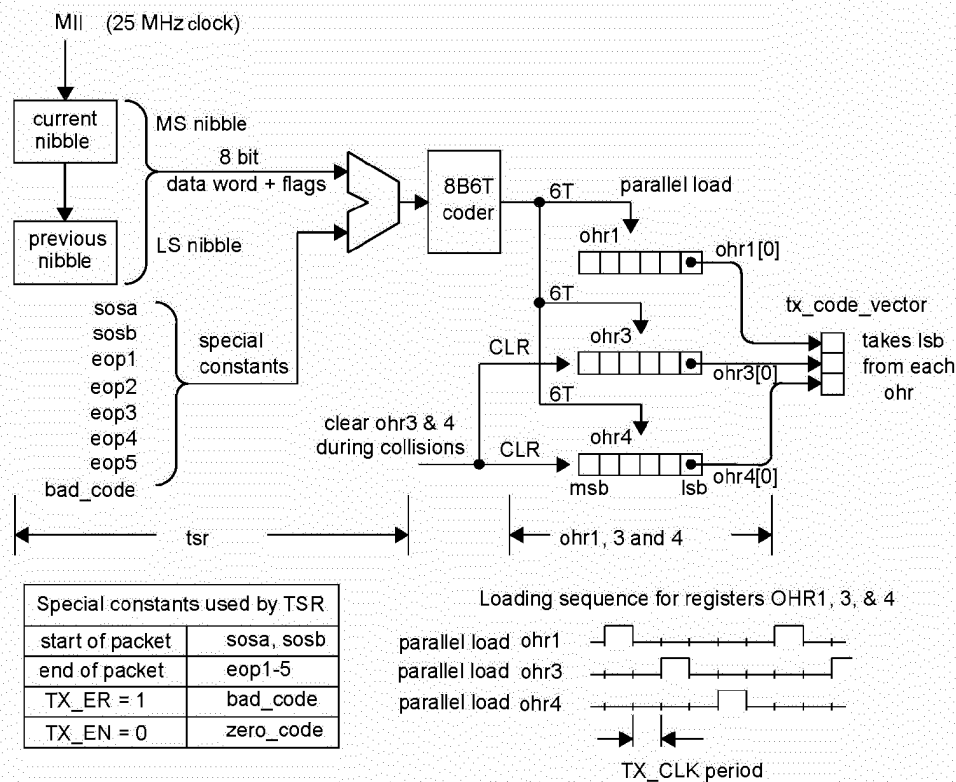 MII (25 MHz clock)
current
nibble
MS nibble
8 bit
data word + flags
previous
nibble
LS nibble
8B6T
coder
6T
parallel load
ohr1
ohr1[0]
6T
ohr3
CLR
ohr3[0]
6T
ohr4
CLR
ohr4[0]
msb
lsb
tx_code_vector
takes lsb
from each
ohr
sosa
sosb
eop1
eop2
eop3
eop4
eop5
bad_code
special
constants
clear ohr3 & 4
during collisions
tsr
ohr1, 3 and 4
Special constants used by TSR
start of packet sosa, sosb
end of packet eop1-5
TX_ER = 1 bad_code
TX_EN = 0 zero_code
Loading sequence for registers OHR1, 3, & 4
parallel load ohr1
parallel load ohr3
parallel load ohr4
TX_CLK period